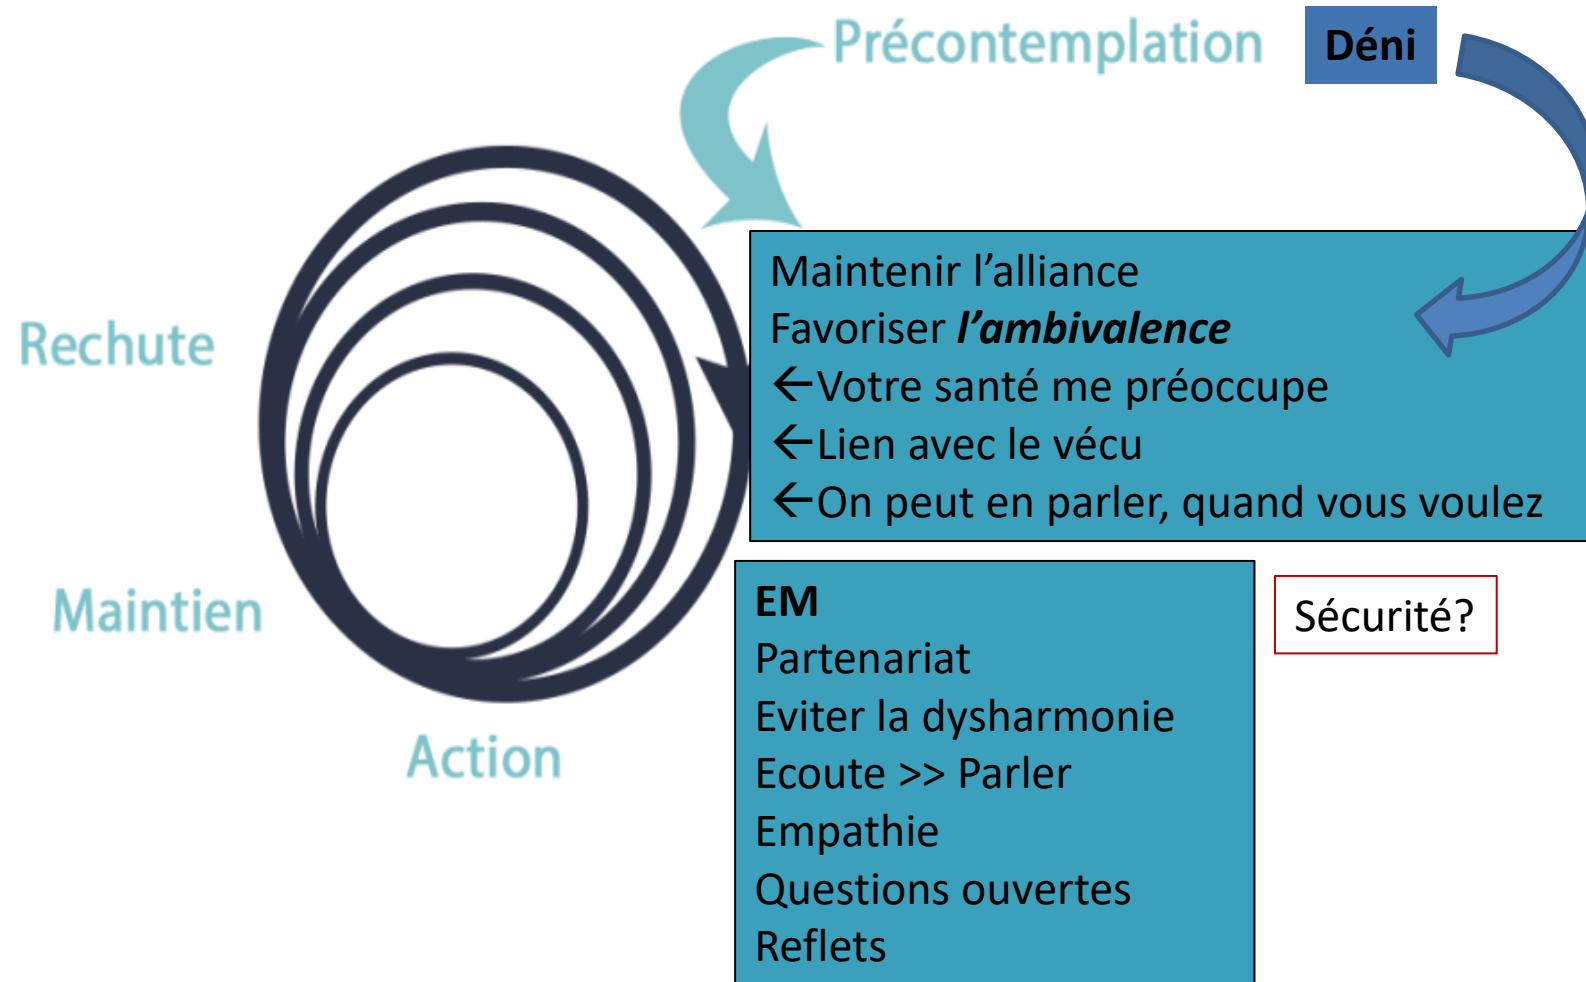 Précontemplation
Déni
Maintenir l’alliance
Favoriser l’ambivalence
←Votre santé me préoccupe
←Lien avec le vécu
←On peut en parler, quand vous voulez
Rechute
Maintien
Action
EM
Partenariat
Eviter la dysharmonie
Ecoute >> Parler
Empathie
Questions ouvertes
Reflets
Sécurité?